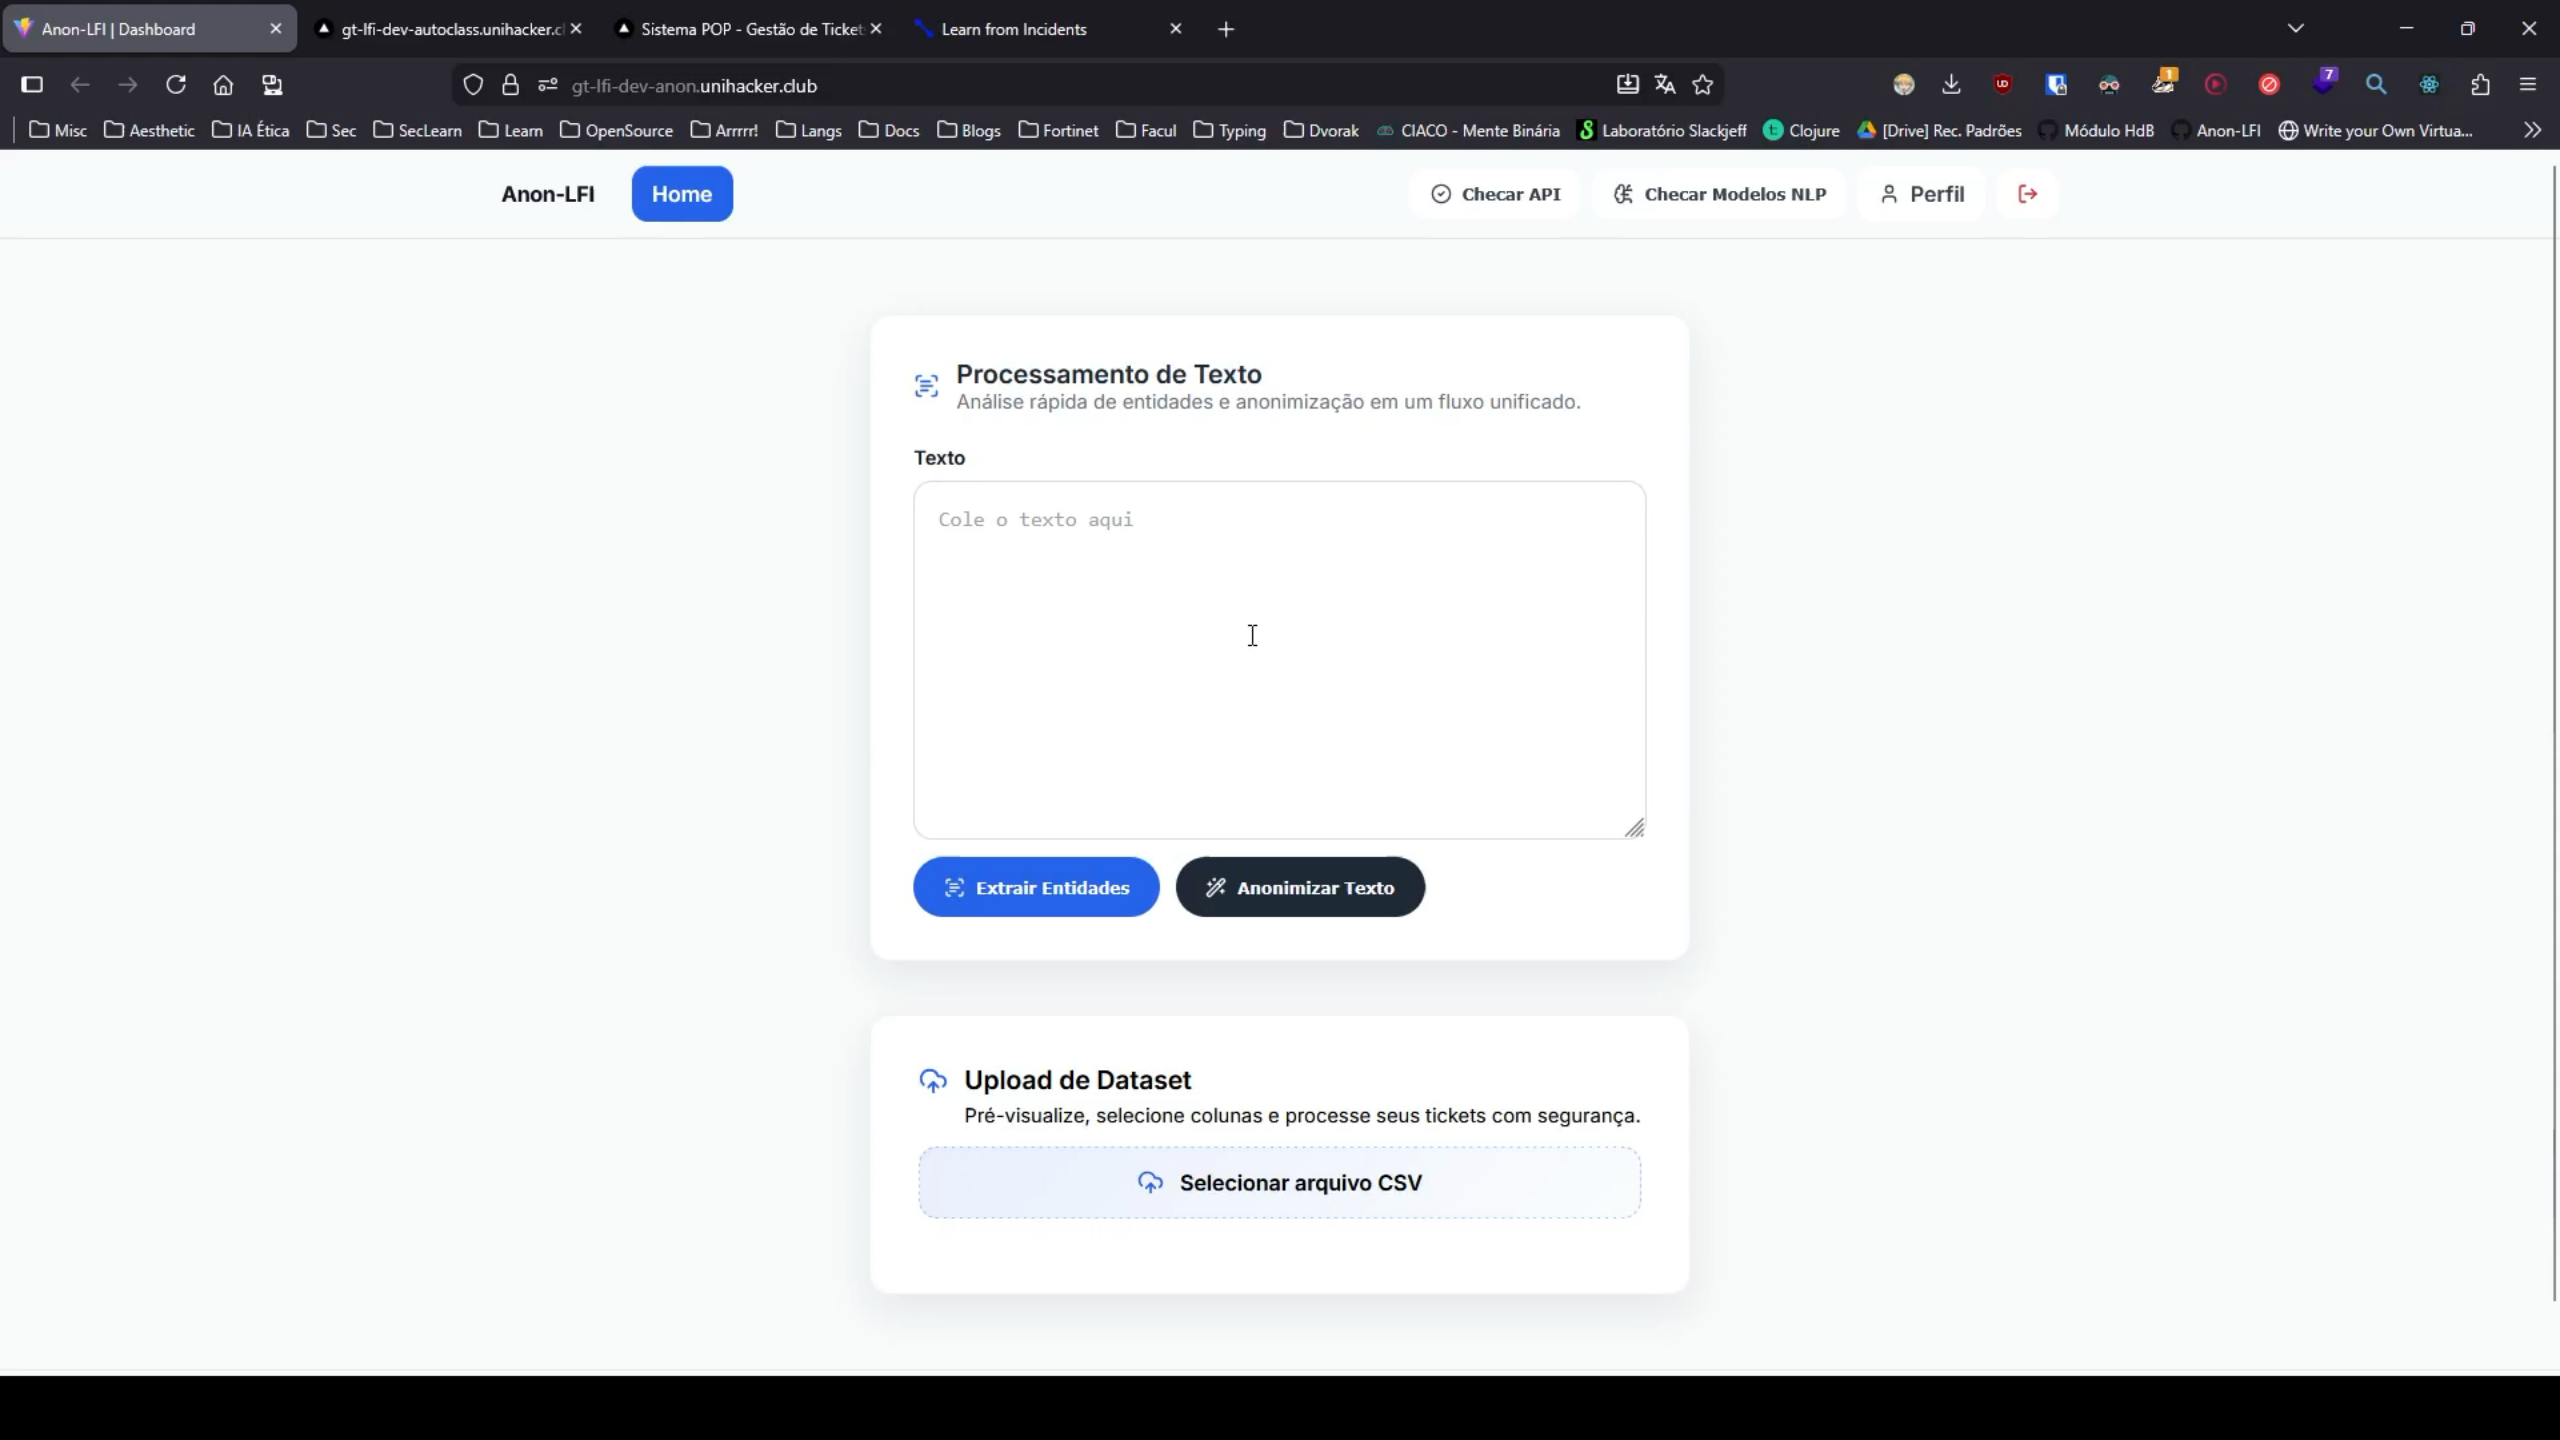 Anon-LFI | Dashboard
gt-lfi-dev-autoclass.unihacker.cl
Sistema POP - Gestão de Ticket
Learn from Incidents
gt-lfi-dev-anon.unihacker.club
1
7
Misc
Aesthetic
IA Ética
Sec
SecLearn
Learn
OpenSource
Arrrrr!
Langs
Docs
Blogs
Fortinet
Facul
Typing
Dvorak
CIACO - Mente Binária
Laboratório Slackjeff
Clojure
[Drive] Rec. Padrões
Módulo HdB
Anon-LFI
Write your Own Virtua...
Anon-LFI
Home
Checar API
Checar Modelos NLP
Perfil
Processamento de Texto
Análise rápida de entidades e anonimização em um fluxo unificado.
Texto
Cole o texto aqui
Extrair Entidades
Anonimizar Texto
Upload de Dataset
Pré-visualize, selecione colunas e processe seus tickets com segurança.
Selecionar arquivo CSV